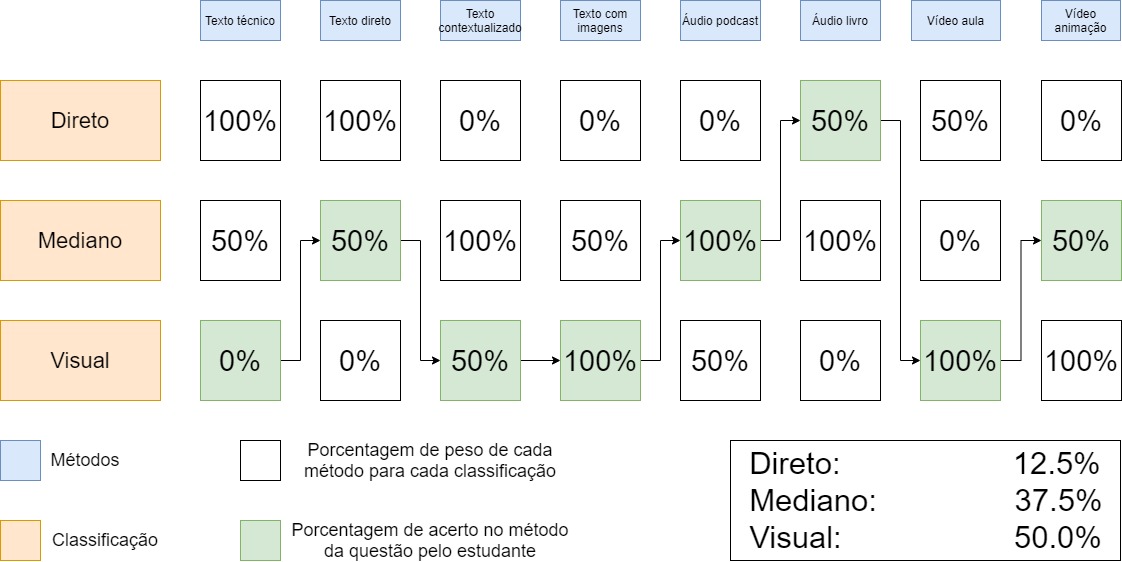 Texto técnico
Texto direto
Texto
contextualizado
Texto com
imagens
Áudio podcast
Áudio livro
Vídeo aula
Vídeo
animação
Direto
100%
100%
0%
0%
0%
50%
50%
0%
Mediano
50%
50%
100%
50%
100%
100%
0%
50%
Visual
0%
0%
50%
100%
50%
0%
100%
100%
Métodos
Porcentagem de peso de cada
método para cada classificação
Classificação
Porcentagem de acerto no método
da questão pelo estudante
Direto: 12.5%
Mediano: 37.5%
Visual: 50.0%